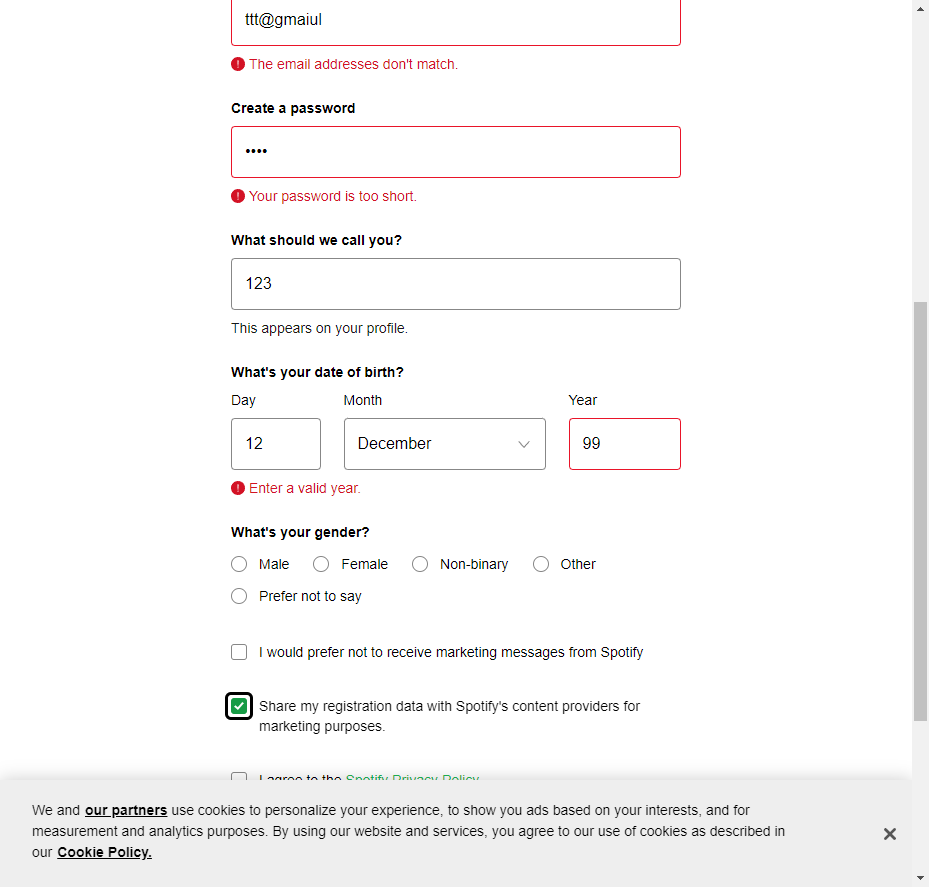 ttt@gmaiul
The email addresses don't match.
Create a password
••••
Your password is too short.
What should we call you?
123
This appears on your profile.
What's your date of birth?
Day Month Year
12 December 99
Enter a valid year.
What's your gender?
Male Female Non-binary Other
Prefer not to say
I would prefer not to receive marketing messages from Spotify
Share my registration data with Spotify's content providers for
marketing purposes.
I agree to the Spotify Privacy Policy
We and our partners use cookies to personalize your experience, to show you ads based on your interests, and for
measurement and analytics purposes. By using our website and services, you agree to our use of cookies as described in
our Cookie Policy.